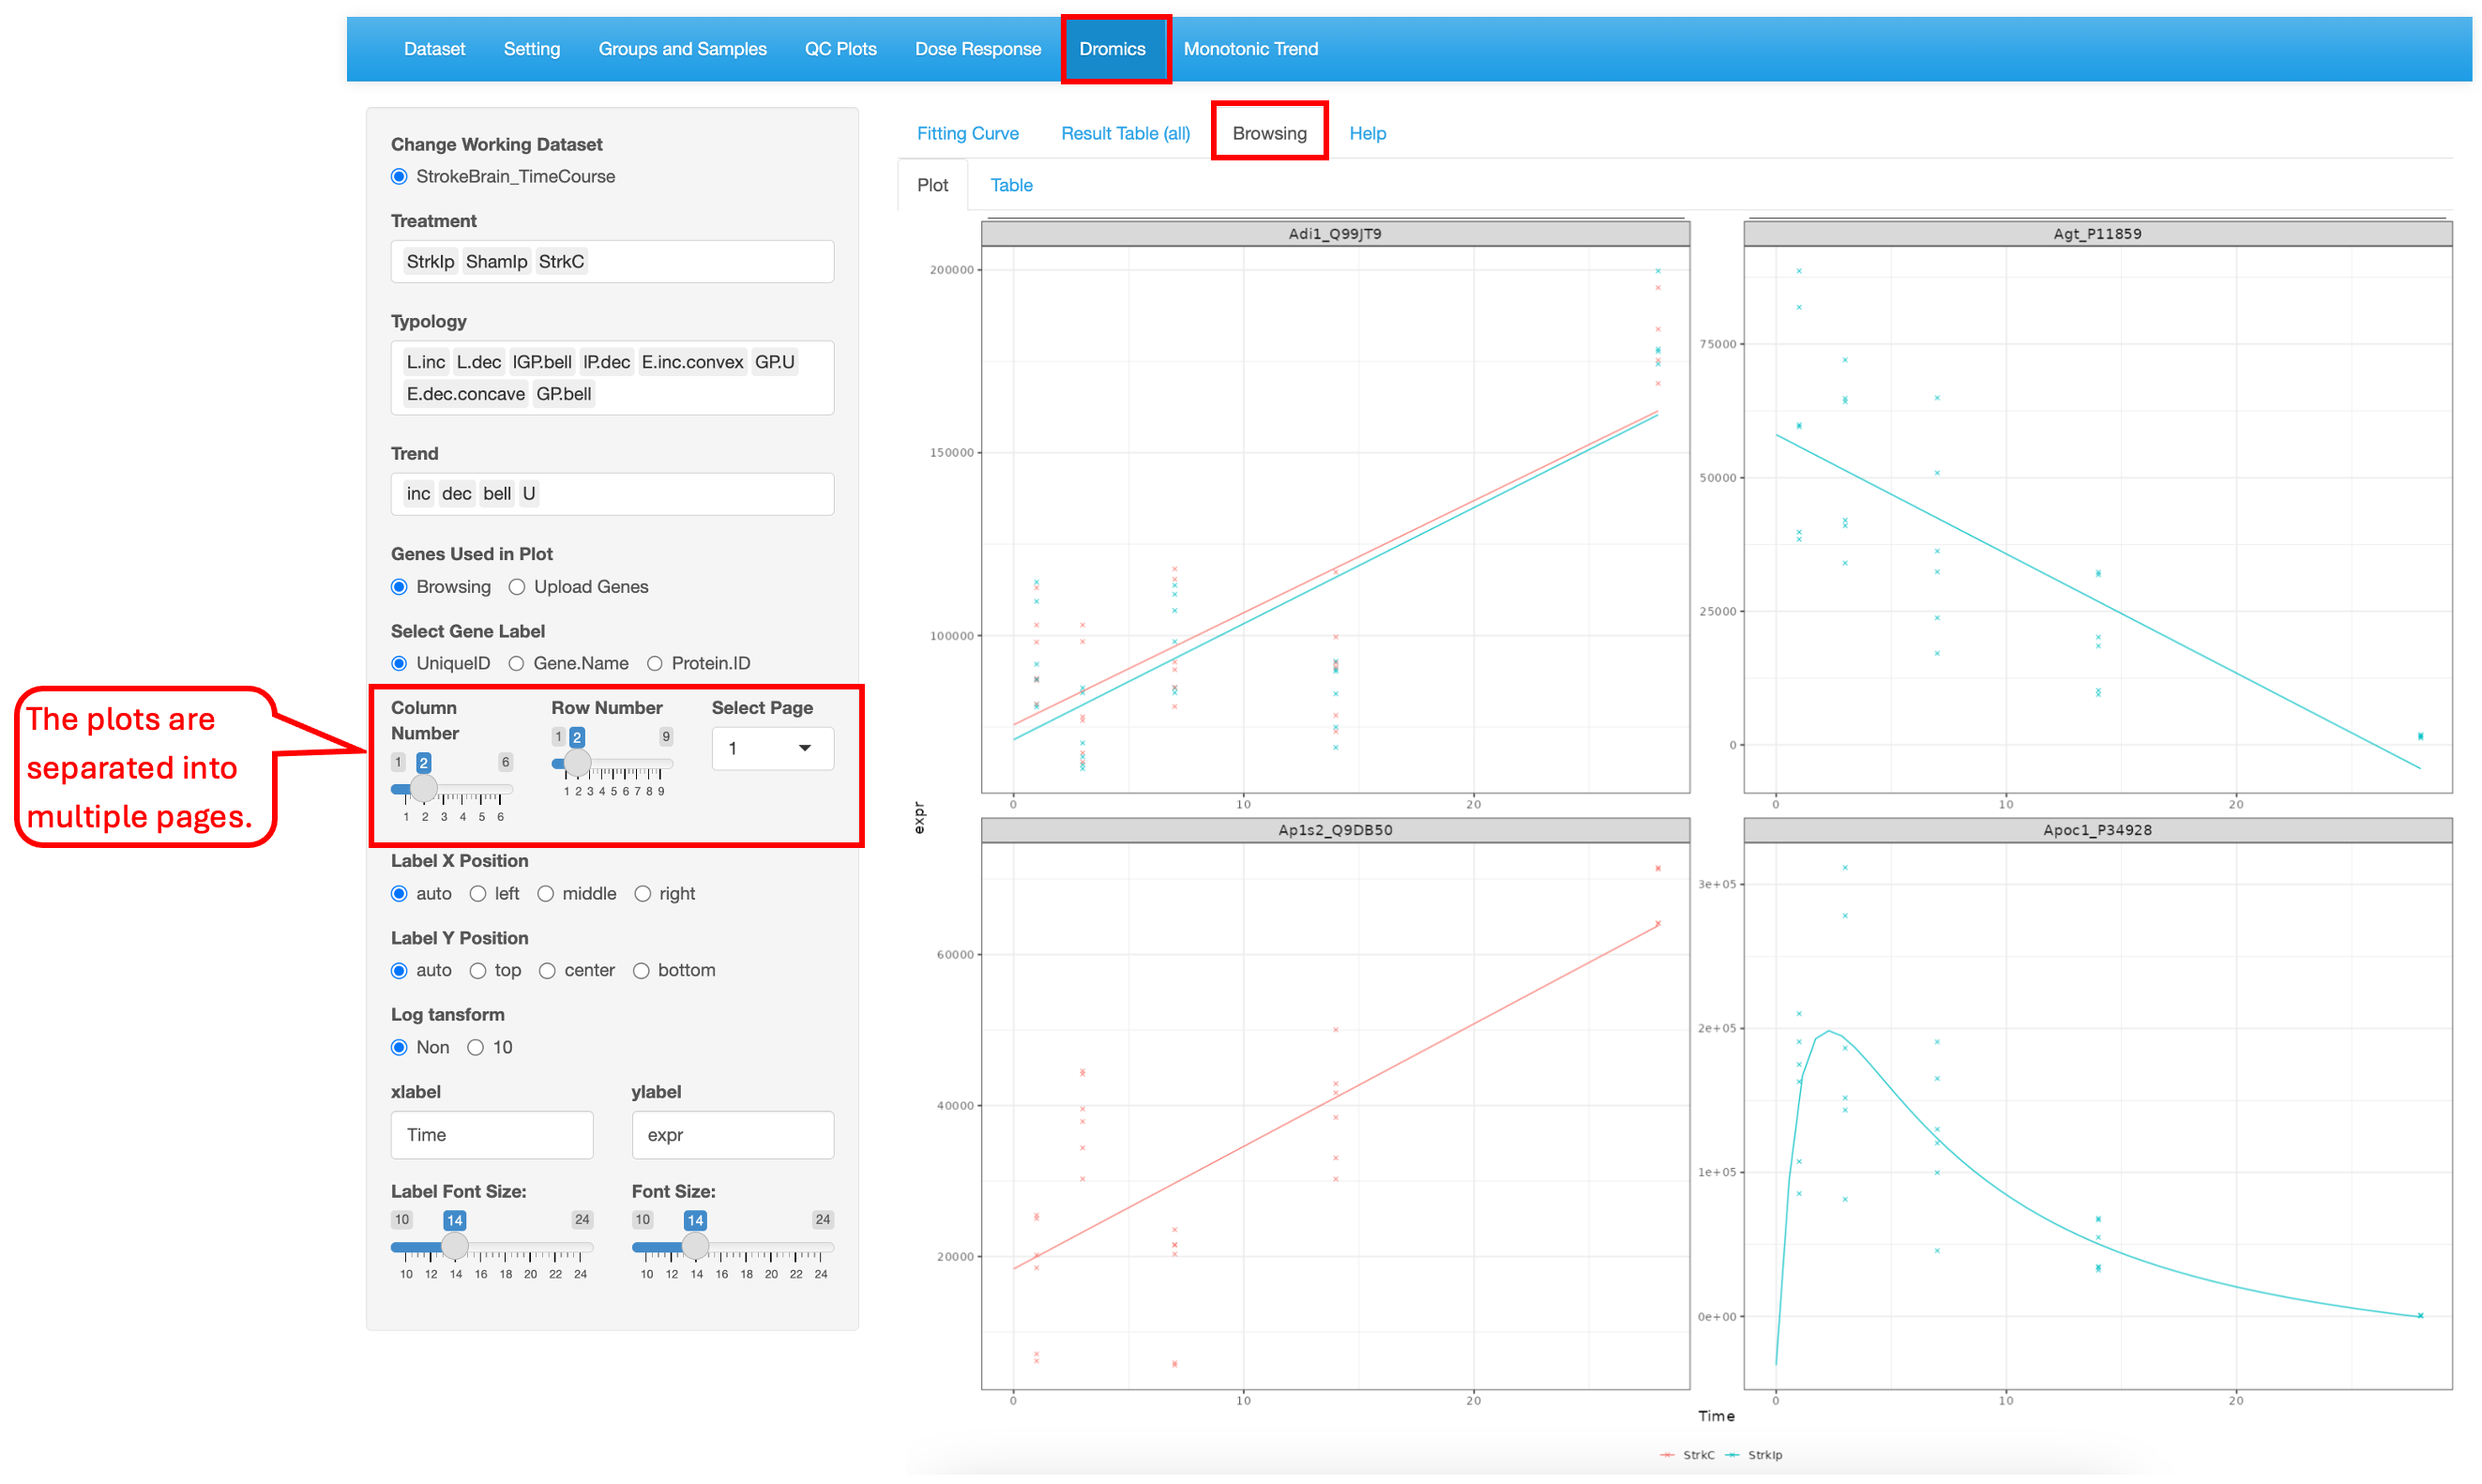 Dataset Setting Groups and Samples QC Plots Dose Response Dromics Monotonic Trend
Change Working Dataset
StrokeBrain_TimeCourse
Treatment
StrkIp ShamIp StrkC
Typology
L.inc L.dec lGP.bell lP.dec E.inc.convex GP.U
E.dec.concave GP.bell
Trend
inc dec bell U
Genes Used in Plot
Browsing Upload Genes
Select Gene Label
UniqueID Gene.Name Protein.ID
Column
Number
1 2 6
1 2 3 4 5 6
Row Number
1 2 9
1 2 3 4 5 6 7 8 9
Select Page
1
Label X Position
auto left middle right
Label Y Position
auto top center bottom
Log tansform
Non 10
xlabel
Time
ylabel
expr
Label Font Size:
10 14 24
10 12 14 16 18 20 22 24
Font Size:
10 14 24
10 12 14 16 18 20 22 24
The plots are
separated into
multiple pages.
Fitting Curve Result Table (all) Browsing Help
Plot Table
Adi1_Q99JT9
200000
150000
100000
0 10 20
Agt_P11859
75000
50000
25000
0
0 10 20
expr
Ap1s2_Q9DB50
60000
40000
20000
0 10 20
Apoc1_P34928
3e+05
2e+05
1e+05
0e+00
0 10 20
Time
StrkC StrkIp